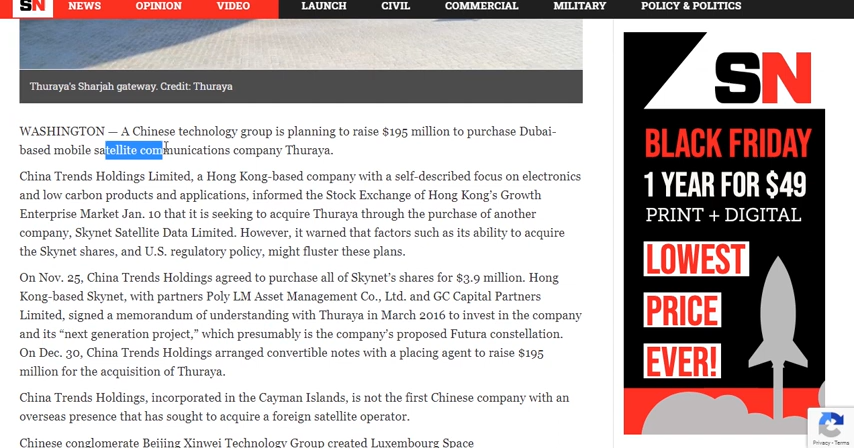 SN NEWS OPINION VIDEO LAUNCH CIVIL COMMERCIAL MILITARY POLICY & POLITICS
Thuraya's Sharjah gateway. Credit: Thuraya
WASHINGTON — A Chinese technology group is planning to raise $195 million to purchase Dubai-
based mobile satellite communications company Thuraya.
China Trends Holdings Limited, a Hong Kong-based company with a self-described focus on electronics
and low carbon products and applications, informed the Stock Exchange of Hong Kong’s Growth
Enterprise Market Jan. 10 that it is seeking to acquire Thuraya through the purchase of another
company, Skynet Satellite Data Limited. However, it warned that factors such as its ability to acquire
the Skynet shares, and U.S. regulatory policy, might fluster these plans.
On Nov. 25, China Trends Holdings agreed to purchase all of Skynet’s shares for $3.9 million. Hong
Kong-based Skynet, with partners Poly LM Asset Management Co., Ltd. and GC Capital Partners
Limited, signed a memorandum of understanding with Thuraya in March 2016 to invest in the company
and its “next generation project,” which presumably is the company’s proposed Futura constellation.
On Dec. 30, China Trends Holdings arranged convertible notes with a placing agent to raise $195
million for the acquisition of Thuraya.
China Trends Holdings, incorporated in the Cayman Islands, is not the first Chinese company with an
overseas presence that has sought to acquire a foreign satellite operator.
Chinese conglomerate Beijing Xinwei Technology Group created Luxembourg Space
SN
BLACK FRIDAY
1 YEAR FOR $49
PRINT + DIGITAL
LOWEST
PRICE
EVER!
Privacy - Terms